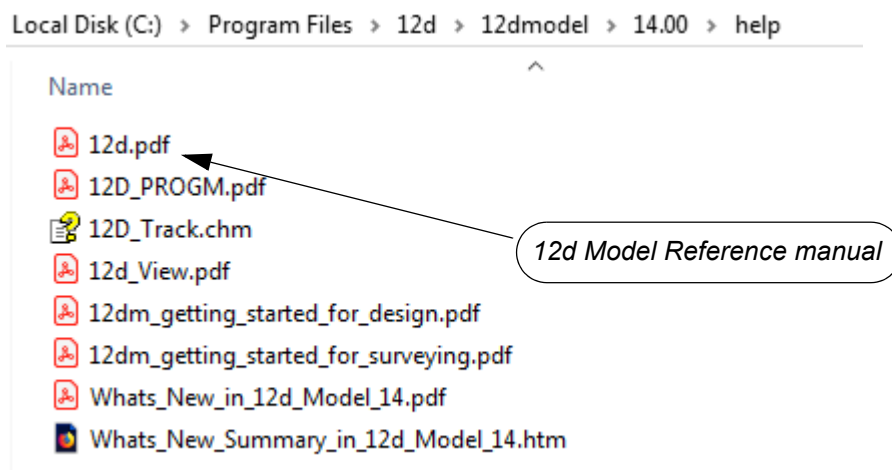 Local Disk (C:) > Program Files > 12d > 12dmodel > 14.00 > help
Name
12d.pdf
12D_PROGM.pdf
12D_Track.chm
12d Model Reference manual
12d_View.pdf
12dm_getting_started_for_design.pdf
12dm_getting_started_for_surveying.pdf
Whats_New_in_12d_Model_14.pdf
Whats_New_Summary_in_12d_Model_14.htm